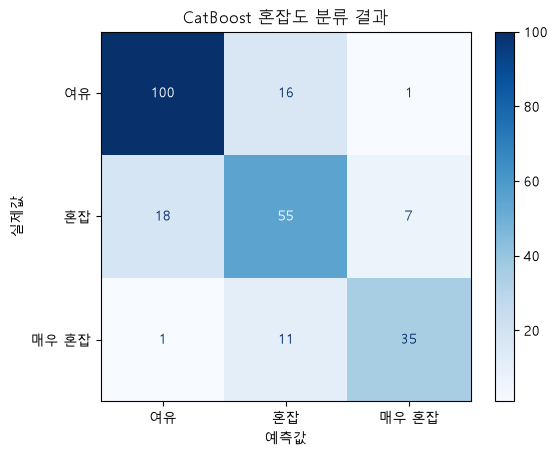 CatBoost 혼잡도 분류 결과
여유 100 16 1
혼잡 18 55 7
매우 혼잡 1 11 35
여유 혼잡 매우 혼잡
예측값
실제값
100
80
60
40
20